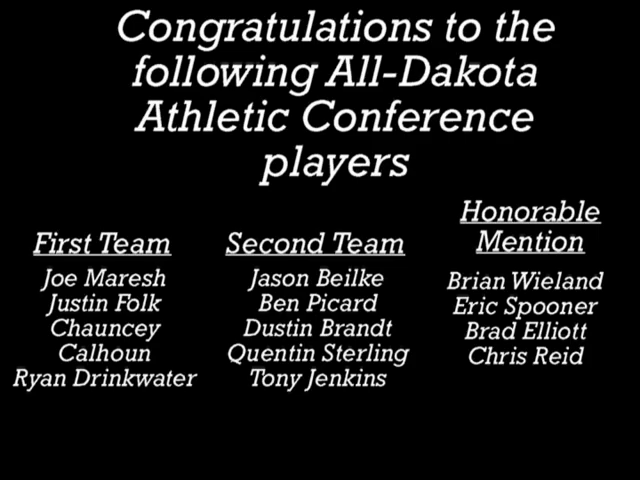 Congratulations to the
following All-Dakota
Athletic Conference
players
First Team
Joe Maresh
Justin Folk
Chauncey
Calhoun
Ryan Drinkwater
Second Team
Jason Beilke
Ben Picard
Dustin Brandt
Quentin Sterling
Tony Jenkins
Honorable
Mention
Brian Wieland
Eric Spooner
Brad Elliott
Chris Reid